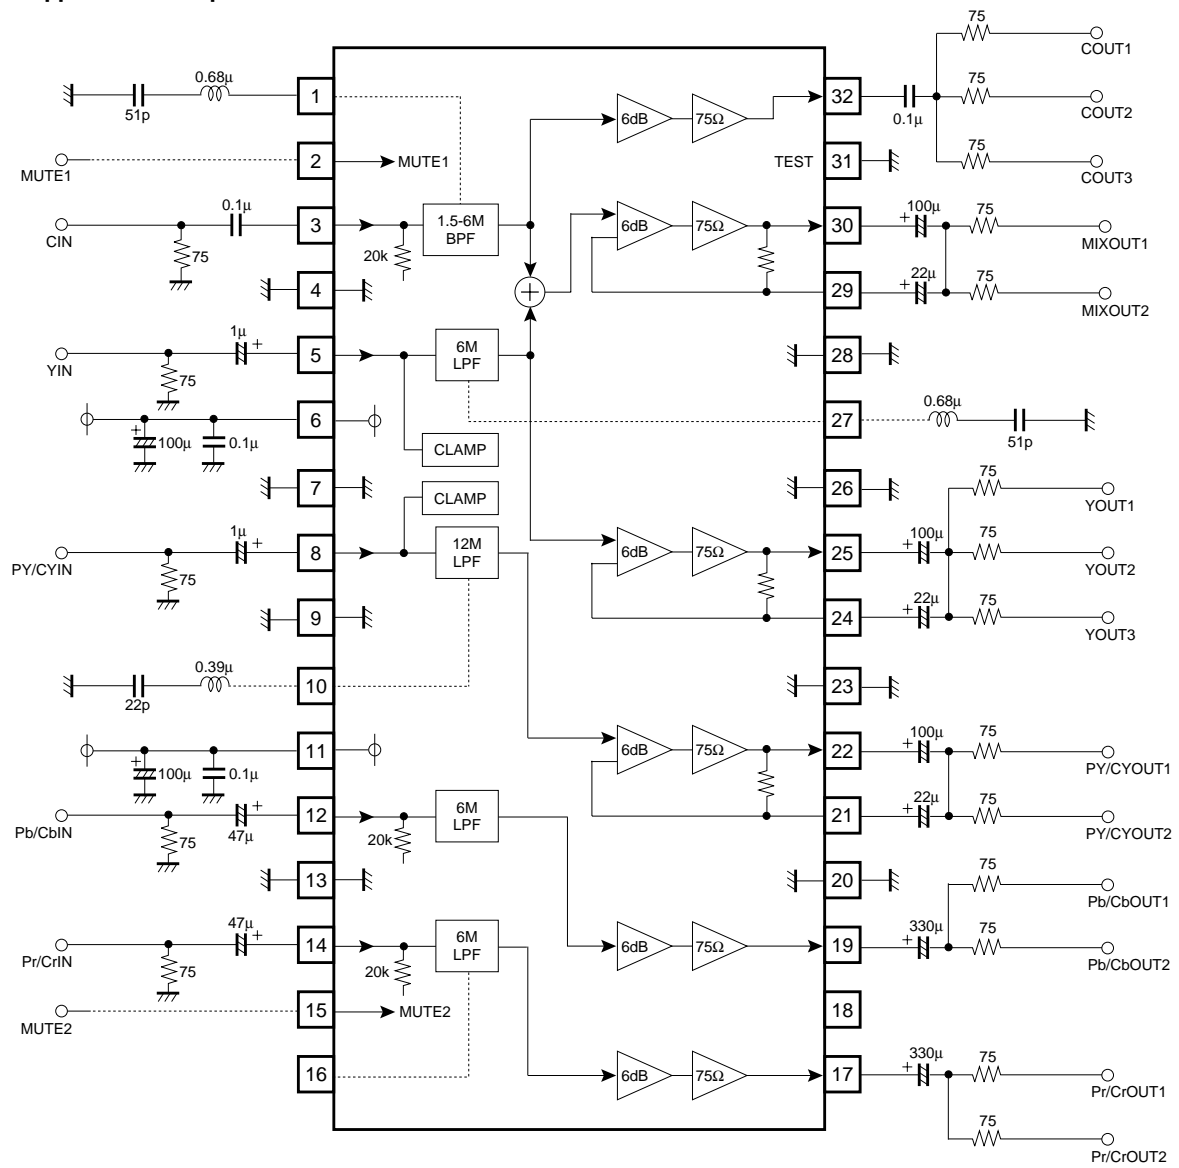 75
COUT1
0.68μ
51p
1
6dB
75Ω
32
0.1μ
75
COUT2
MUTE1
2
MUTE1
TEST
31
75
COUT3
CIN
0.1μ
75
3
20k
1.5-6M
BPF
6dB
75Ω
30
100μ
+
75
MIXOUT1
4
+
29
22μ
+
75
MIXOUT2
YIN
1μ
+
75
5
6M
LPF
28
6
+
100μ
0.1μ
CLAMP
27
0.68μ
51p
7
CLAMP
26
75
YOUT1
PY/CYIN
1μ
+
75
8
12M
LPF
6dB
75Ω
25
100μ
+
75
YOUT2
9
24
22μ
+
75
YOUT3
0.39μ
22p
10
23
11
+
100μ
0.1μ
6dB
75Ω
22
100μ
+
75
PY/CYOUT1
Pb/CbIN
75
47μ
+
12
20k
6M
LPF
21
22μ
+
75
PY/CYOUT2
13
20
75
Pb/CbOUT1
Pr/CrIN
47μ
+
75
14
20k
6M
LPF
6dB
75Ω
19
330μ
+
75
Pb/CbOUT2
MUTE2
15
MUTE2
18
16
6dB
75Ω
17
330μ
+
75
Pr/CrOUT1
75
Pr/CrOUT2